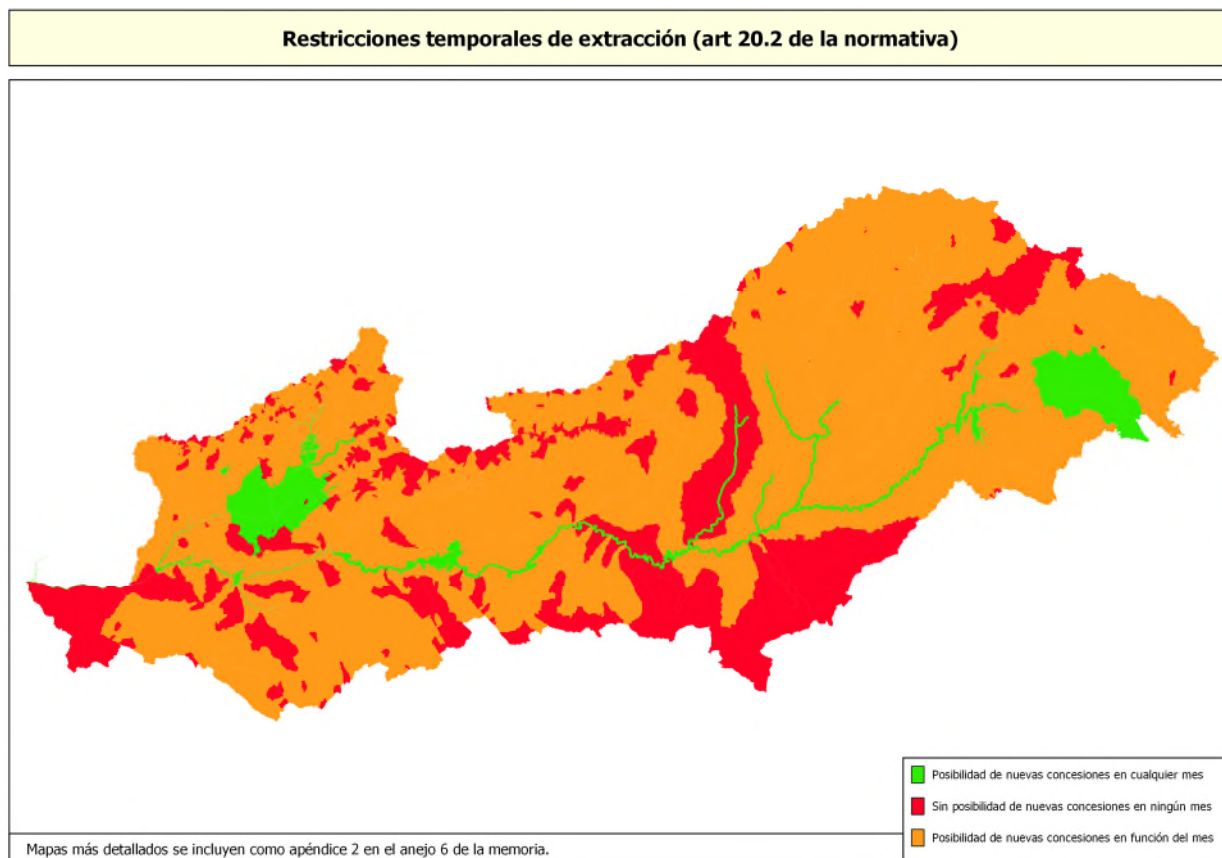 Restricciones temporales de extracción (art 20.2 de la normativa)
Posibilidad de nuevas concesiones en cualquier mes
Sin posibilidad de nuevas concesiones en ningún mes
Posibilidad de nuevas concesiones en función del mes
Mapas más detallados se incluyen como apéndice 2 en el anejo 6 de la memoria.